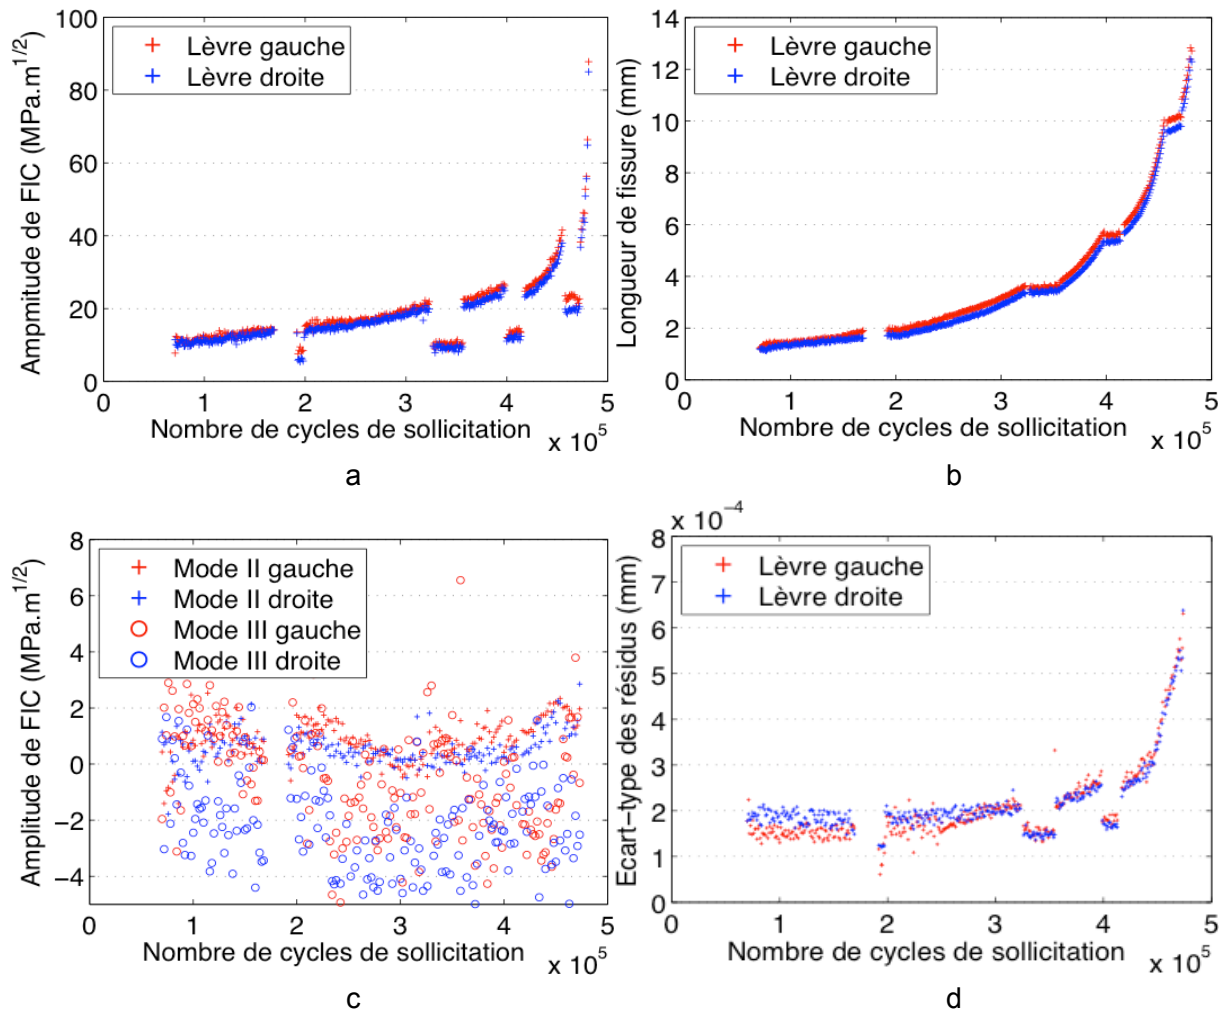 100
80
60
40
20
0
Ampmitude de FIC (MPa.m^1/2)
Lèvre gauche
Lèvre droite
0 1 2 3 4 5
Nombre de cycles de sollicitation
x 10^5
a
14
12
10
8
6
4
2
0
Longueur de fissure (mm)
Lèvre gauche
Lèvre droite
0 1 2 3 4 5
Nombre de cycles de sollicitation
x 10^5
b
8
6
4
2
0
−2
−4
Amplitude de FIC (MPa.m^1/2)
Mode II gauche
Mode II droite
Mode III gauche
Mode III droite
0 1 2 3 4 5
Nombre de cycles de sollicitation
x 10^5
c
x 10^−4
8
7
6
5
4
3
2
1
0
Ecart−type des résidus (mm)
Lèvre gauche
Lèvre droite
0 1 2 3 4 5
Nombre de cycles de sollicitation
x 10^5
d